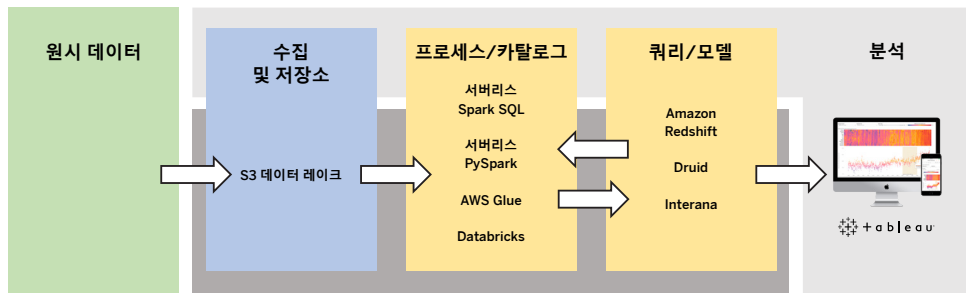 원시 데이터
수집
및 저장소
S3 데이터 레이크
프로세스/카탈로그
서버리스
Spark SQL
서버리스
PySpark
AWS Glue
Databricks
쿼리/모델
Amazon
Redshift
Druid
Interana
분석
+ableau